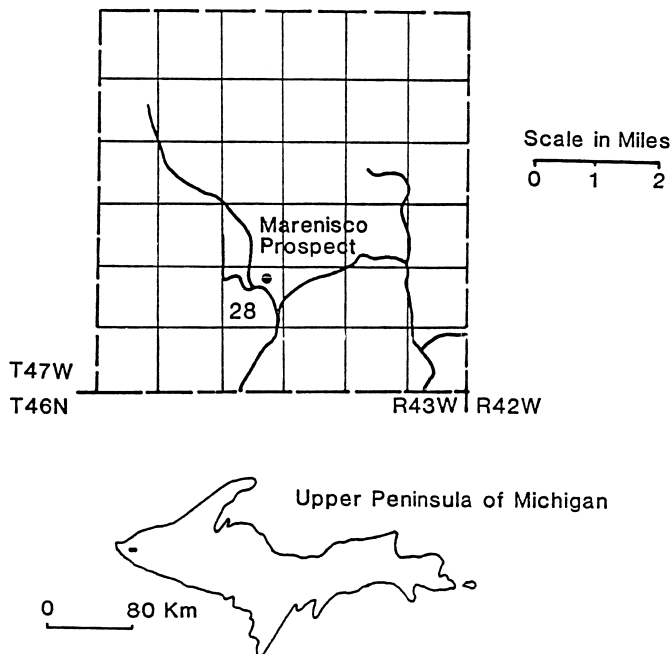 Scale in Miles
0 1 2
Marenisco
Prospect
28
T47W
T46N
R43W R42W
Upper Peninsula of Michigan
0 80 Km